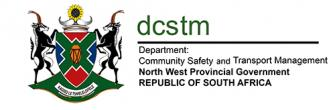 dcstm
Department:
Community Safety and Transport Management
North West Provincial Government
REPUBLIC OF SOUTH AFRICA